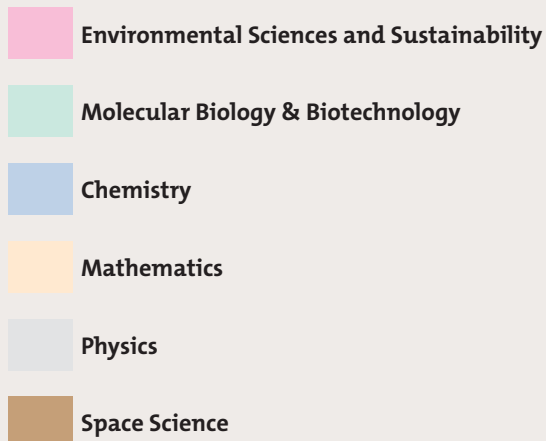 Environmental Sciences and Sustainability
Molecular Biology & Biotechnology
Chemistry
Mathematics
Physics
Space Science